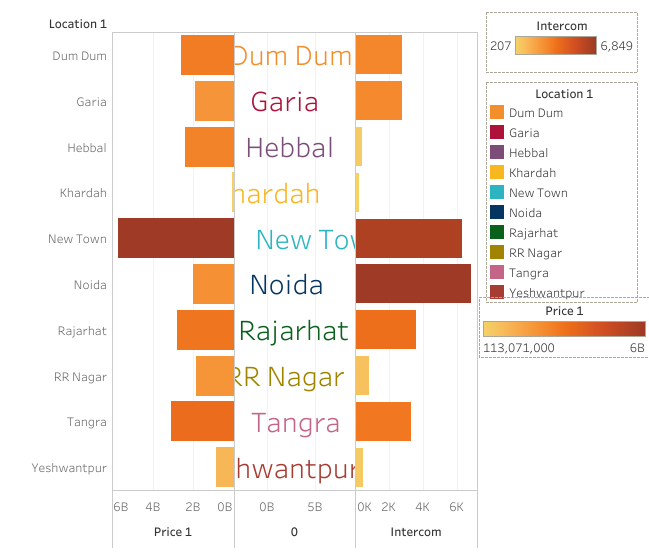 Location 1
Dum Dum
Garia
Hebbal
Khardah
New Town
Noida
Rajarhat
RR Nagar
Tangra
Yeshwantpur
Dum Dum
Garia
Hebbal
hardah
New Tow
Noida
Rajarhat
RR Nagar
Tangra
hwantpur
6B 4B 2B 0B
0B 5B
0K 2K 4K 6K
Price 1
0
Intercom
Intercom
207 6,849
Location 1
Dum Dum
Garia
Hebbal
Khardah
New Town
Noida
Rajarhat
RR Nagar
Tangra
Yeshwantpur
Price 1
113,071,000 6B